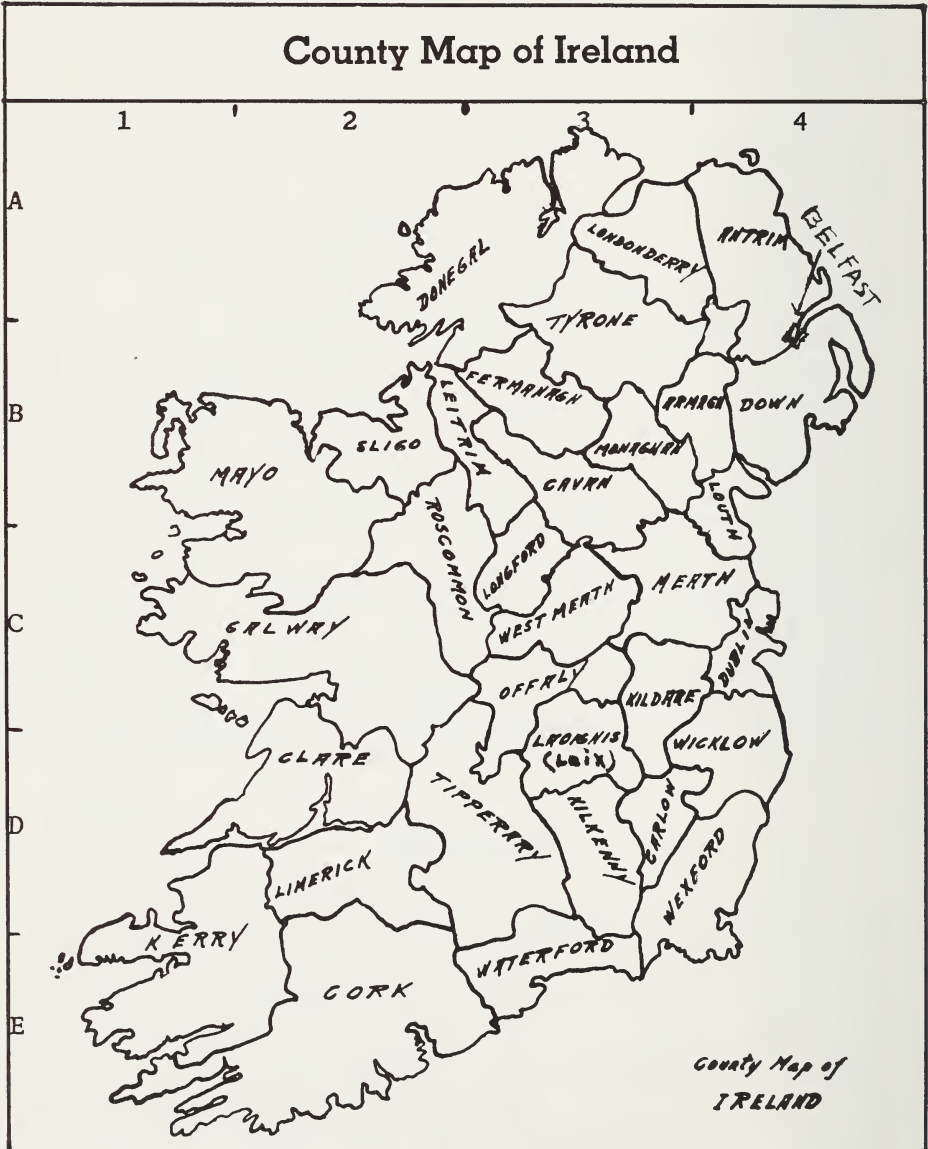 County Map of Ireland
1 2 3 4
A
BELFAST
ANTRIM
LONDONDERRY
DONEGAL
TYRONE
FERMANAGH
LEITRIM
B
ARMAGH
DOWN
SLIGO
MONAGHAN
MAYO
CAVAN
LOUTH
ROSCOMMON
LONGFORD
MEATH
WEST MEATH
C
GALWAY
DUBLIN
OFFALY
KILDARE
LAOIGHIS
(Leix)
WICKLOW
CLARE
TIPPERARY
D
KILKENNY
CARLOW
LIMERICK
WEXFORD
KERRY
WATERFORD
CORK
E
County Map of
IRELAND